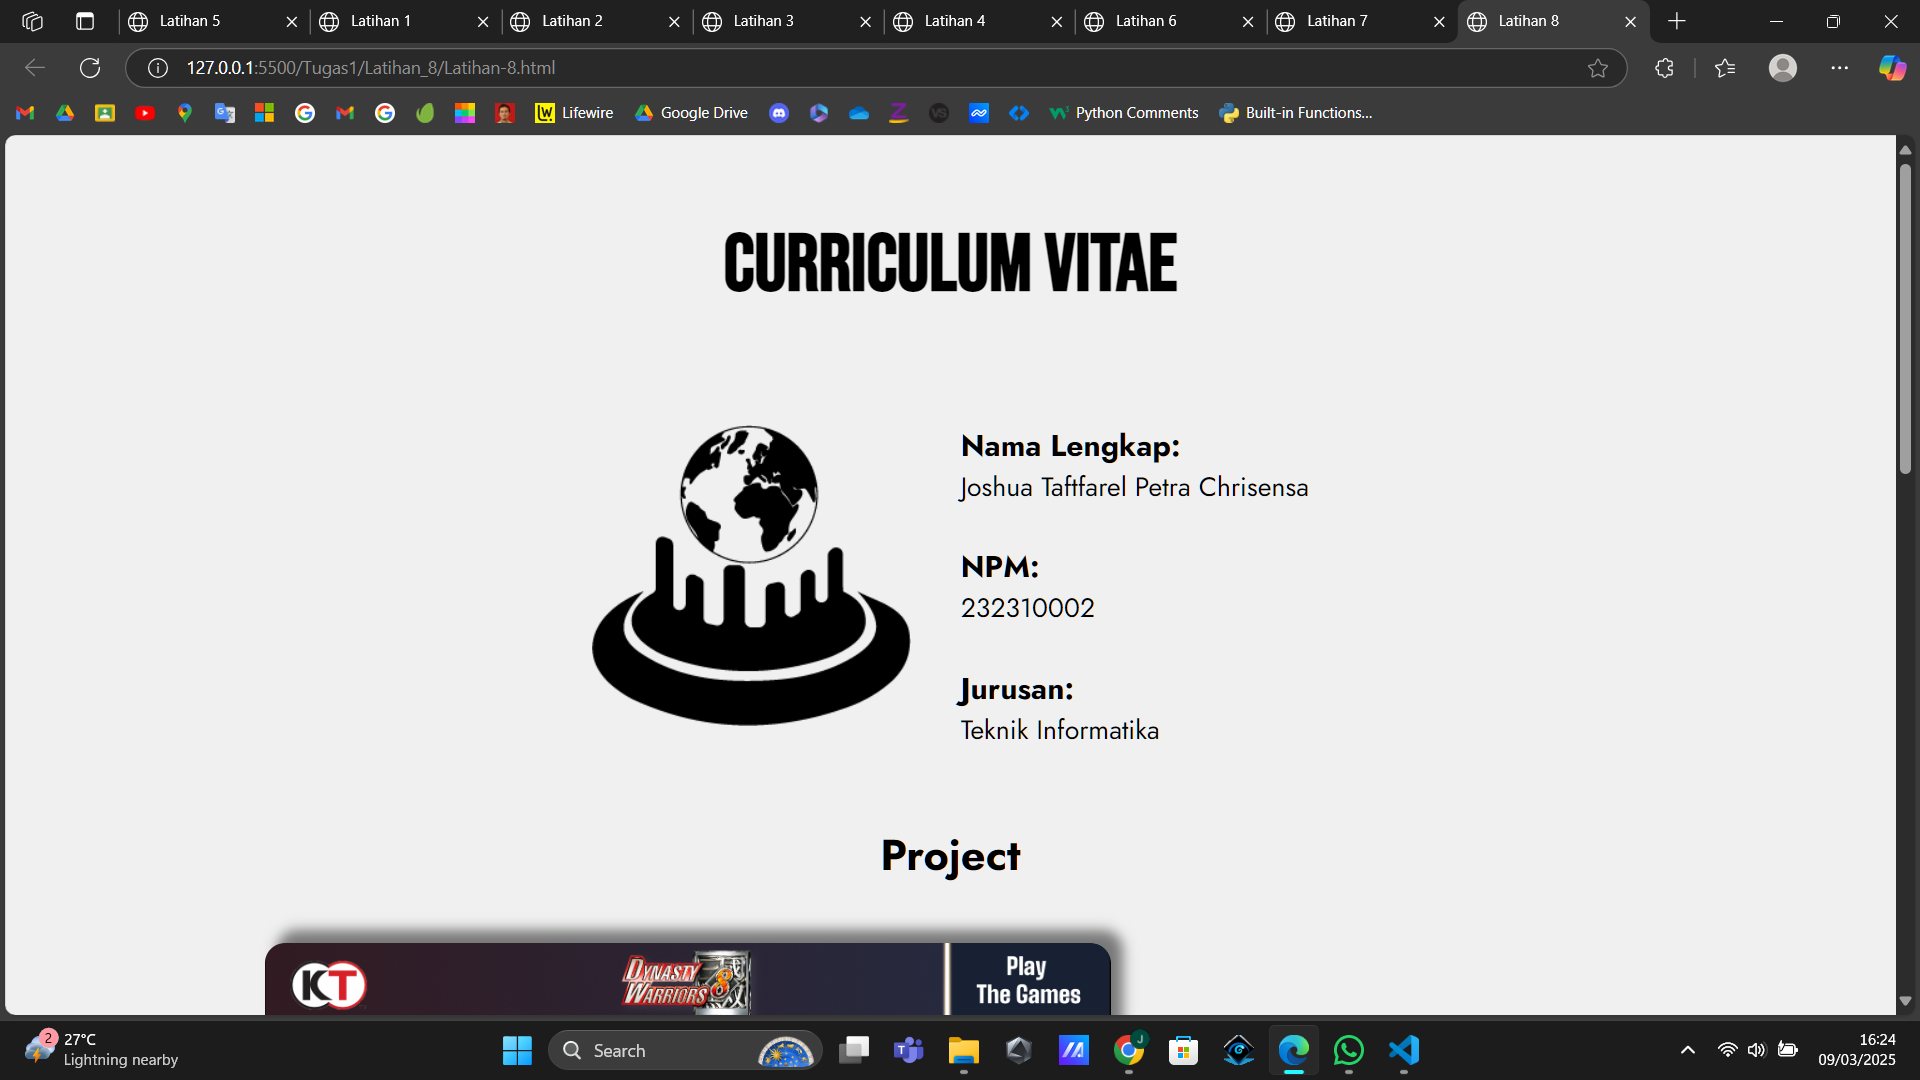 Latihan 5
Latihan 1
Latihan 2
Latihan 3
Latihan 4
Latihan 6
Latihan 7
Latihan 8
127.0.0.1:5500/Tugas1/Latihan_8/Latihan-8.html
Lifewire
Google Drive
Python Comments
Built-in Functions...
CURRICULUM VITAE
Nama Lengkap:
Joshua Taftfarel Petra Chrisensa
NPM:
232310002
Jurusan:
Teknik Informatika
Project
KT
DYNASTY
WARRIORS 8
Play
The Games
2
27°C
Lightning nearby
Search
16:24
09/03/2025